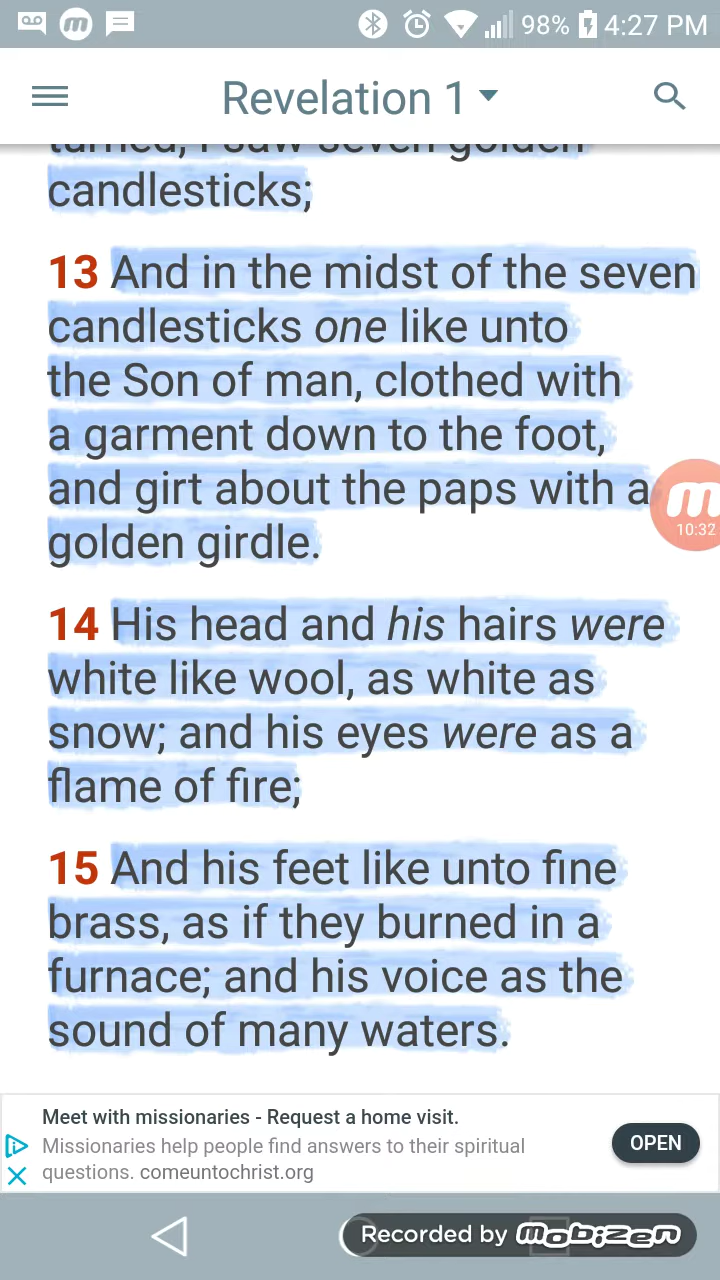 98% 4:27 PM
Revelation 1
turned, I saw seven golden
candlesticks;
13 And in the midst of the seven
candlesticks one like unto
the Son of man, clothed with
a garment down to the foot,
and girt about the paps with a
golden girdle.
14 His head and his hairs were
white like wool, as white as
snow; and his eyes were as a
flame of fire;
15 And his feet like unto fine
brass, as if they burned in a
furnace; and his voice as the
sound of many waters.
m
10:32
Meet with missionaries - Request a home visit.
Missionaries help people find answers to their spiritual
questions. comeuntochrist.org
OPEN
Recorded by mobizen